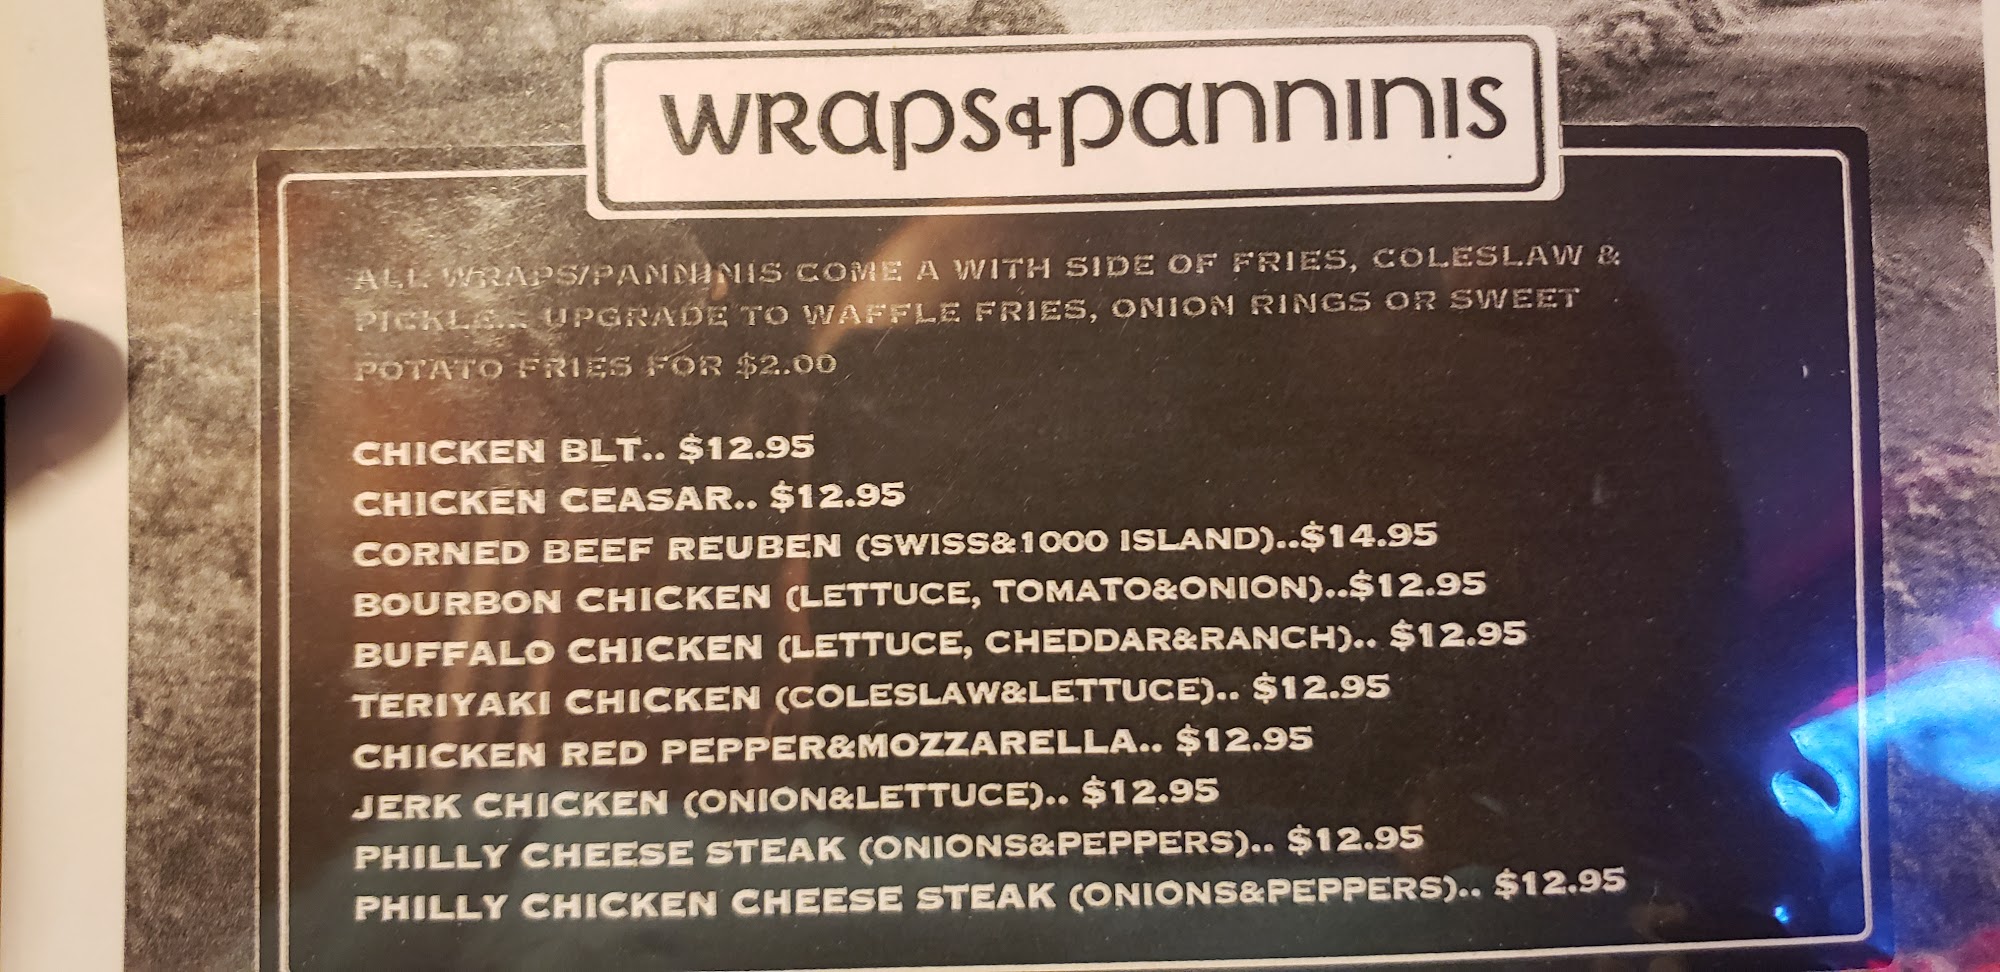 WRaps&panninis
ALL WRAPS/PANNINIS COME A WITH SIDE OF FRIES, COLESLAW &
PICKLE... UPGRADE TO WAFFLE FRIES, ONION RINGS OR SWEET
POTATO FRIES FOR $2.00
CHICKEN BLT.. $12.95
CHICKEN CEASAR.. $12.95
CORNED BEEF REUBEN (SWISS&1000 ISLAND)..$14.95
BOURBON CHICKEN (LETTUCE, TOMATO&ONION)..$12.95
BUFFALO CHICKEN (LETTUCE, CHEDDAR&RANCH).. $12.95
TERIYAKI CHICKEN (COLESLAW&LETTUCE).. $12.95
CHICKEN RED PEPPER&MOZZARELLA.. $12.95
JERK CHICKEN (ONION&LETTUCE).. $12.95
PHILLY CHEESE STEAK (ONIONS&PEPPERS).. $12.95
PHILLY CHICKEN CHEESE STEAK (ONIONS&PEPPERS).. $12.95